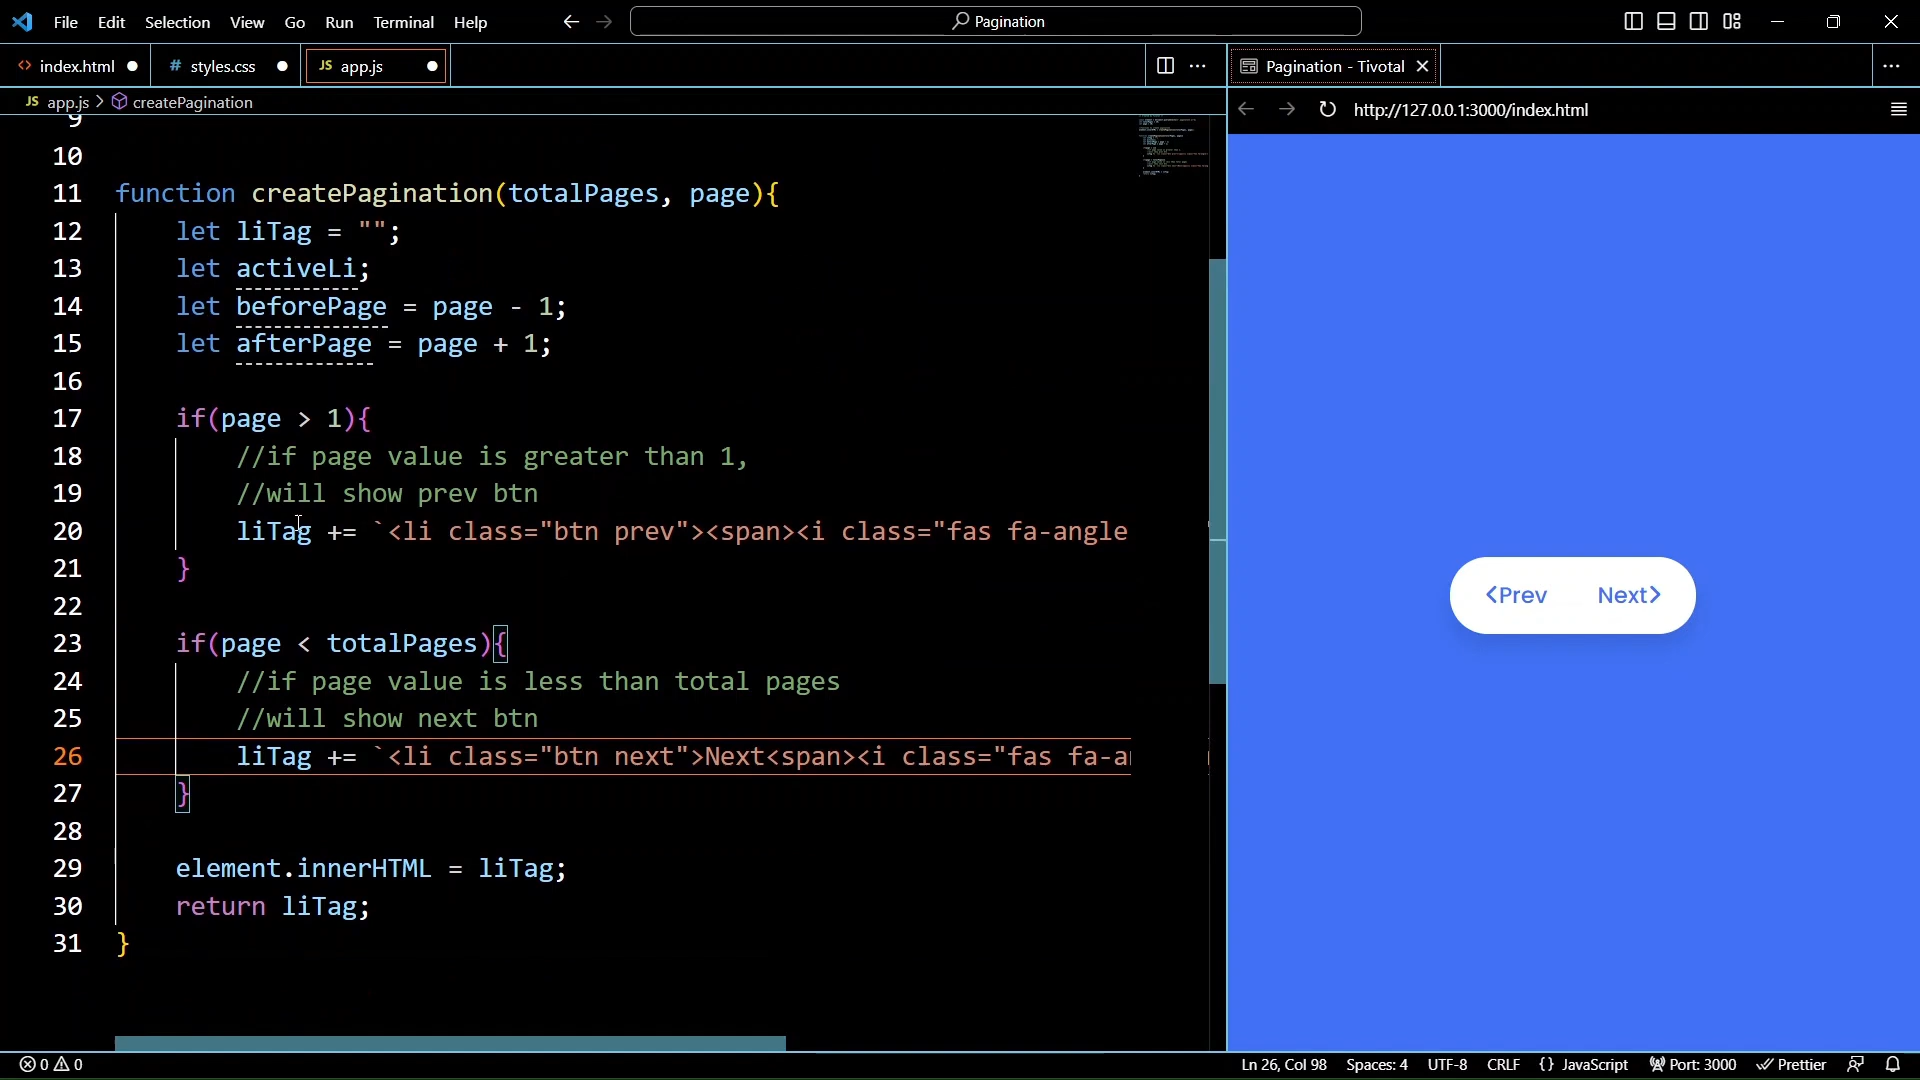 File Edit Selection View Go Run Terminal Help
Pagination
<> index.html
# styles.css
JS app.js
Pagination - Tivotal
JS app.js > createPagination
http://127.0.0.1:3000/index.html
9
10
11 function createPagination(totalPages, page){
12 let liTag = "";
13 let activeLi;
14 let beforePage = page - 1;
15 let afterPage = page + 1;
16
17 if(page > 1){
18 //if page value is greater than 1,
19 //will show prev btn
20 liTag += `<li class="btn prev"><span><i class="fas fa-angle
21 }
22
23 if(page < totalPages){
24 //if page value is less than total pages
25 //will show next btn
26 liTag += `<li class="btn next">Next<span><i class="fas fa-a
27 }
28
29 element.innerHTML = liTag;
30 return liTag;
31 }
<Prev Next>
0 0
Ln 26, Col 98 Spaces: 4 UTF-8 CRLF {} JavaScript Port: 3000 Prettier